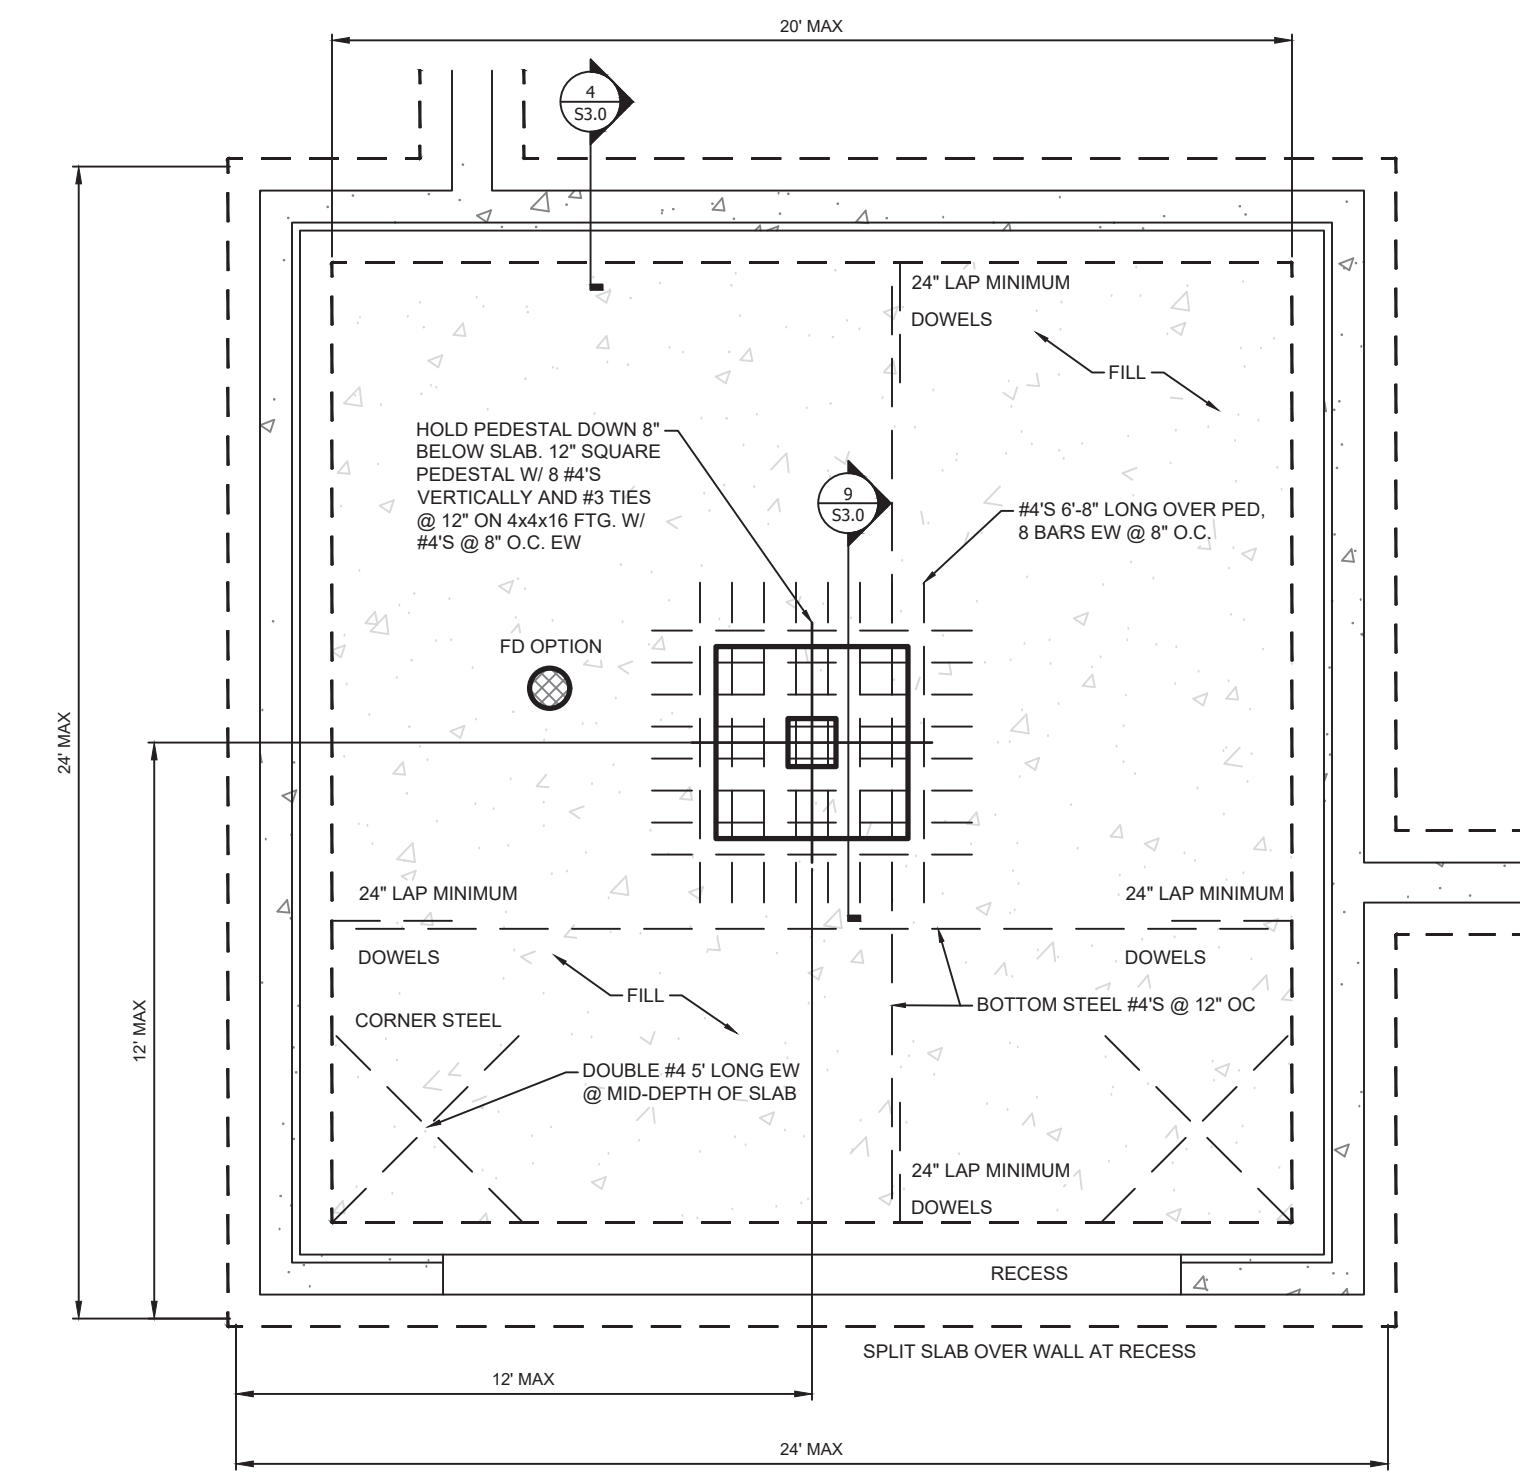 20' MAX
4
S3.0
24" LAP MINIMUM
DOWELS
FILL
HOLD PEDESTAL DOWN 8"
BELOW SLAB. 12" SQUARE
PEDESTAL W/ 8 #4'S
VERTICALLY AND #3 TIES
@ 12" ON 4x4x16 FTG. W/
#4'S @ 8" O.C. EW
9
S3.0
#4'S 6'-8" LONG OVER PED,
8 BARS EW @ 8" O.C.
FD OPTION
24' MAX
24" LAP MINIMUM
24" LAP MINIMUM
DOWELS
DOWELS
FILL
BOTTOM STEEL #4'S @ 12" OC
CORNER STEEL
12' MAX
DOUBLE #4 5' LONG EW
@ MID-DEPTH OF SLAB
24" LAP MINIMUM
DOWELS
RECESS
SPLIT SLAB OVER WALL AT RECESS
12' MAX
24' MAX